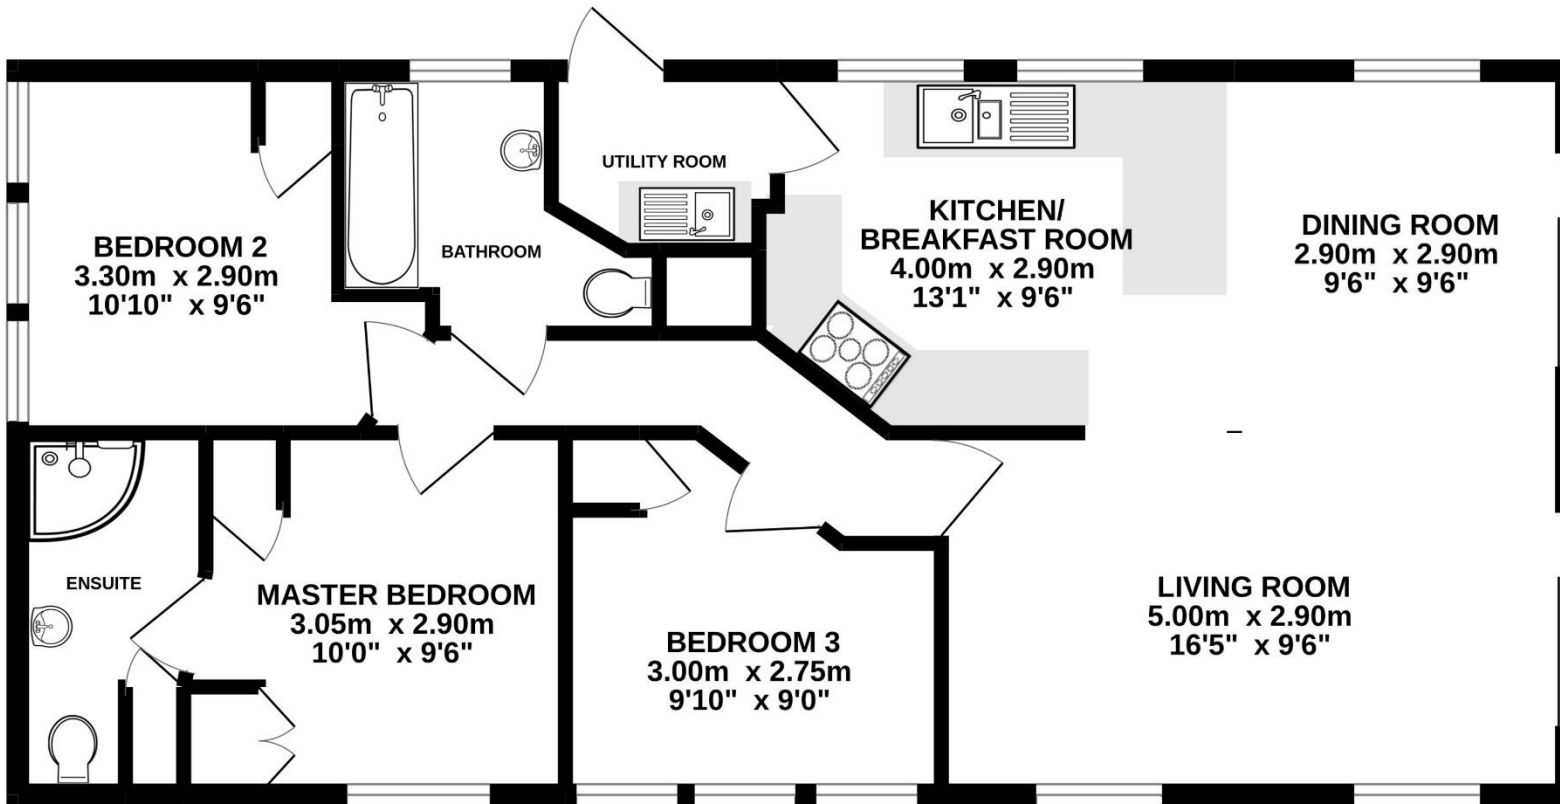 UTILITY ROOM
BEDROOM 2
3.30m x 2.90m
10'10" x 9'6"
BATHROOM
KITCHEN/
BREAKFAST ROOM
4.00m x 2.90m
13'1" x 9'6"
DINING ROOM
2.90m x 2.90m
9'6" x 9'6"
ENSUITE
MASTER BEDROOM
3.05m x 2.90m
10'0" x 9'6"
BEDROOM 3
3.00m x 2.75m
9'10" x 9'0"
LIVING ROOM
5.00m x 2.90m
16'5" x 9'6"